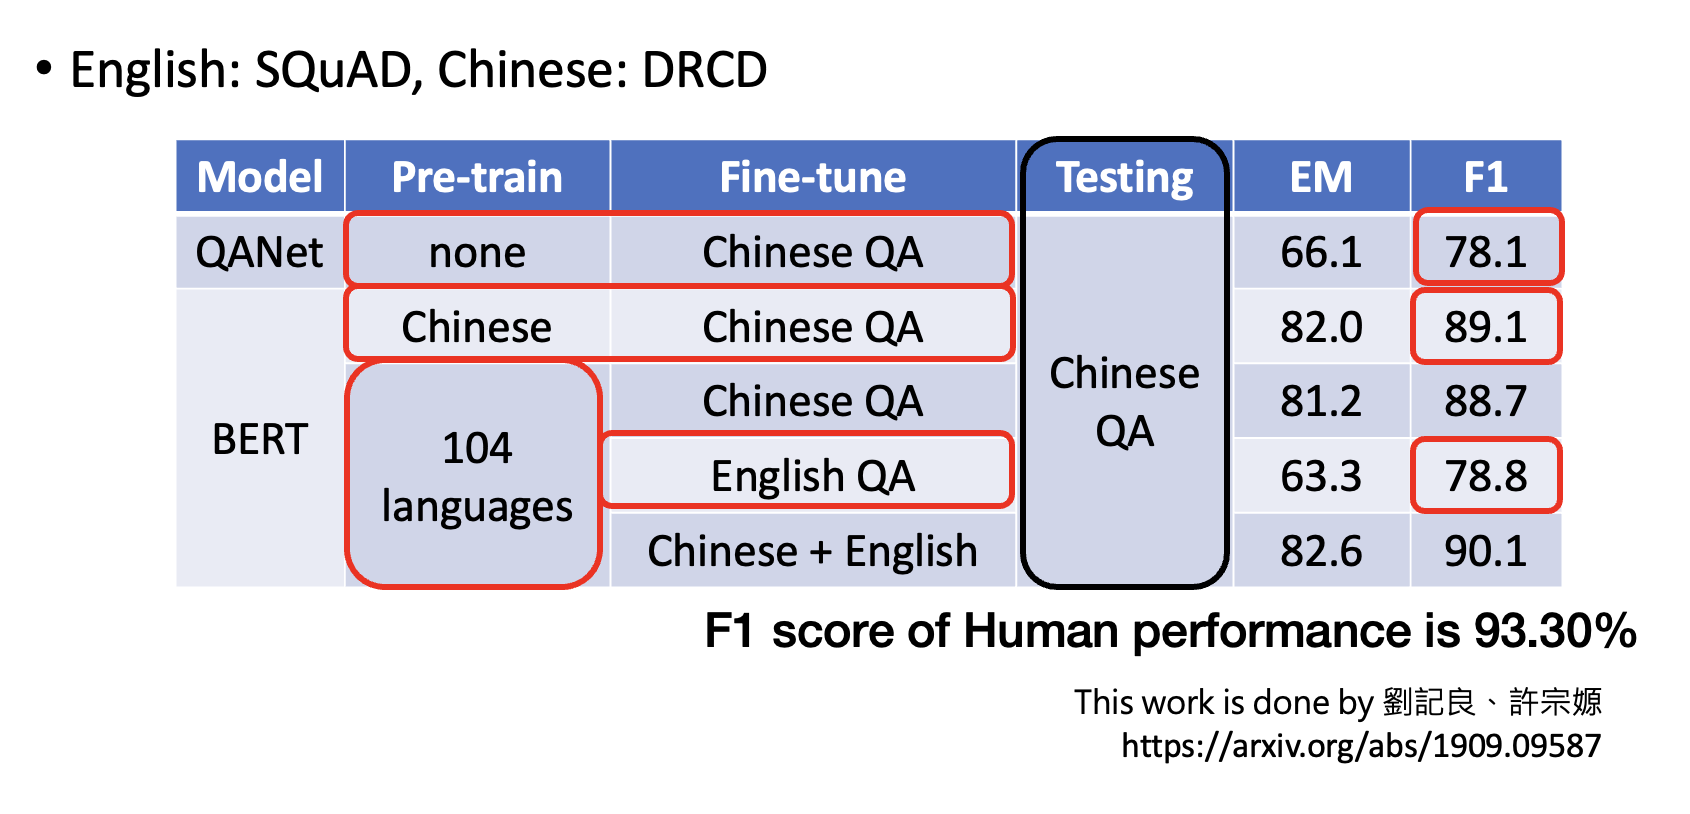 • English: SQuAD, Chinese: DRCD
Model Pre-train Fine-tune Testing EM F1
QANet none Chinese QA 66.1 78.1
Chinese Chinese QA 82.0 89.1
Chinese QA 81.2 88.7
BERT 104 languages English QA Chinese QA 63.3 78.8
Chinese + English 82.6 90.1
F1 score of Human performance is 93.30%
This work is done by 劉記良、許宗嫄
https://arxiv.org/abs/1909.09587